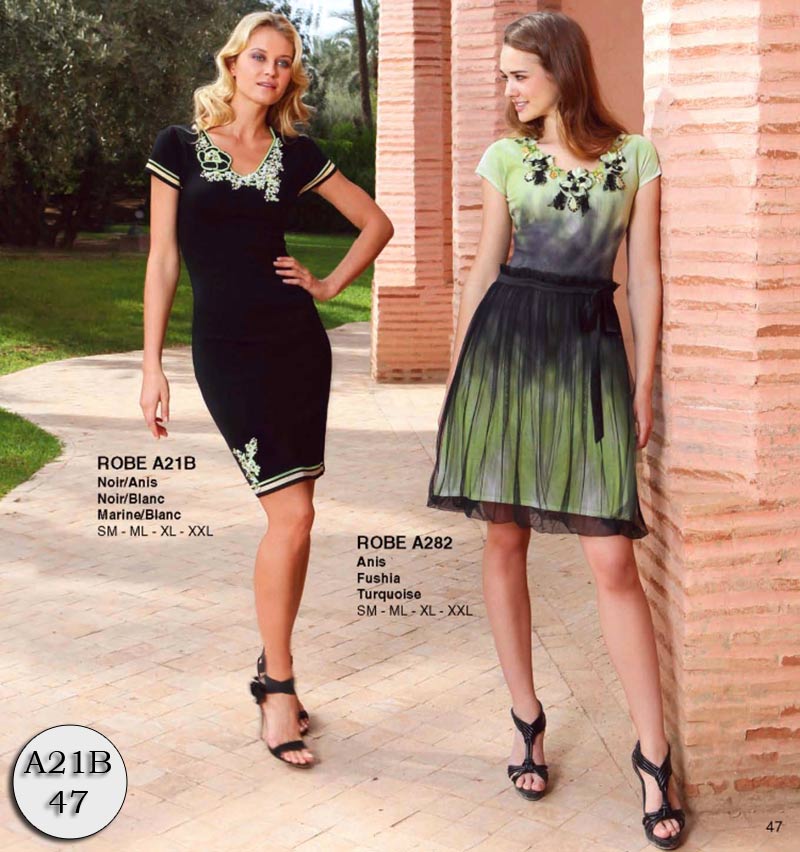 ROBE A21B
Noir/Anis
Noir/Blanc
Marine/Blanc
SM - ML - XL - XXL
ROBE A282
Anis
Fushia
Turquoise
SM - ML - XL - XXL
A21B
47
47